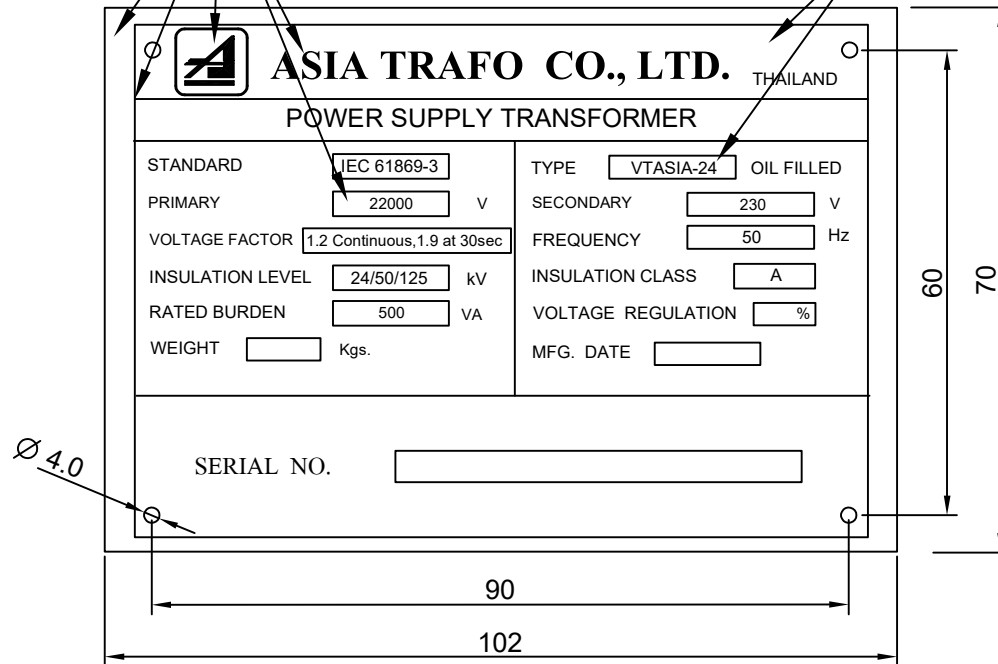 ASIA TRAFO CO., LTD. THAILAND
POWER SUPPLY TRANSFORMER
STANDARD IEC 61869-3
PRIMARY 22000 V
VOLTAGE FACTOR 1.2 Continuous,1.9 at 30sec
INSULATION LEVEL 24/50/125 kV
RATED BURDEN 500 VA
WEIGHT Kgs.
TYPE VTASIA-24 OIL FILLED
SECONDARY 230 V
FREQUENCY 50 Hz
INSULATION CLASS A
VOLTAGE REGULATION %
MFG. DATE
SERIAL NO.
Ø 4.0
60
70
90
102